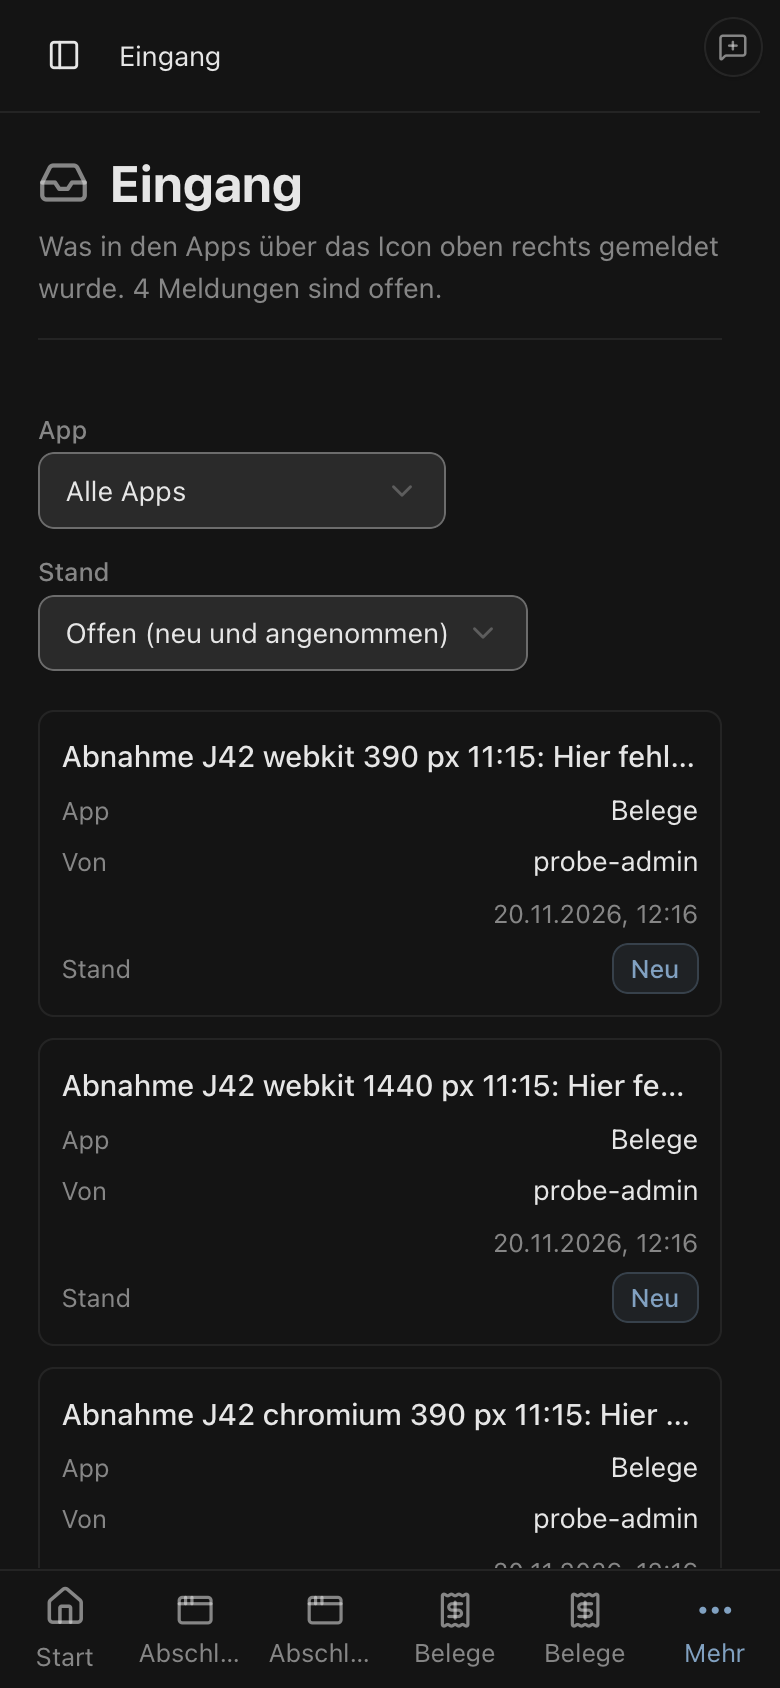 Eingang
Eingang
Was in den Apps über das Icon oben rechts gemeldet
wurde. 4 Meldungen sind offen.
App
Alle Apps
Stand
Offen (neu und angenommen)
Abnahme J42 webkit 390 px 11:15: Hier fehl...
App Belege
Von probe-admin
20.11.2026, 12:16
Stand Neu
Abnahme J42 webkit 1440 px 11:15: Hier fe...
App Belege
Von probe-admin
20.11.2026, 12:16
Stand Neu
Abnahme J42 chromium 390 px 11:15: Hier ...
App Belege
Von probe-admin
Start Abschl... Abschl... Belege Belege Mehr